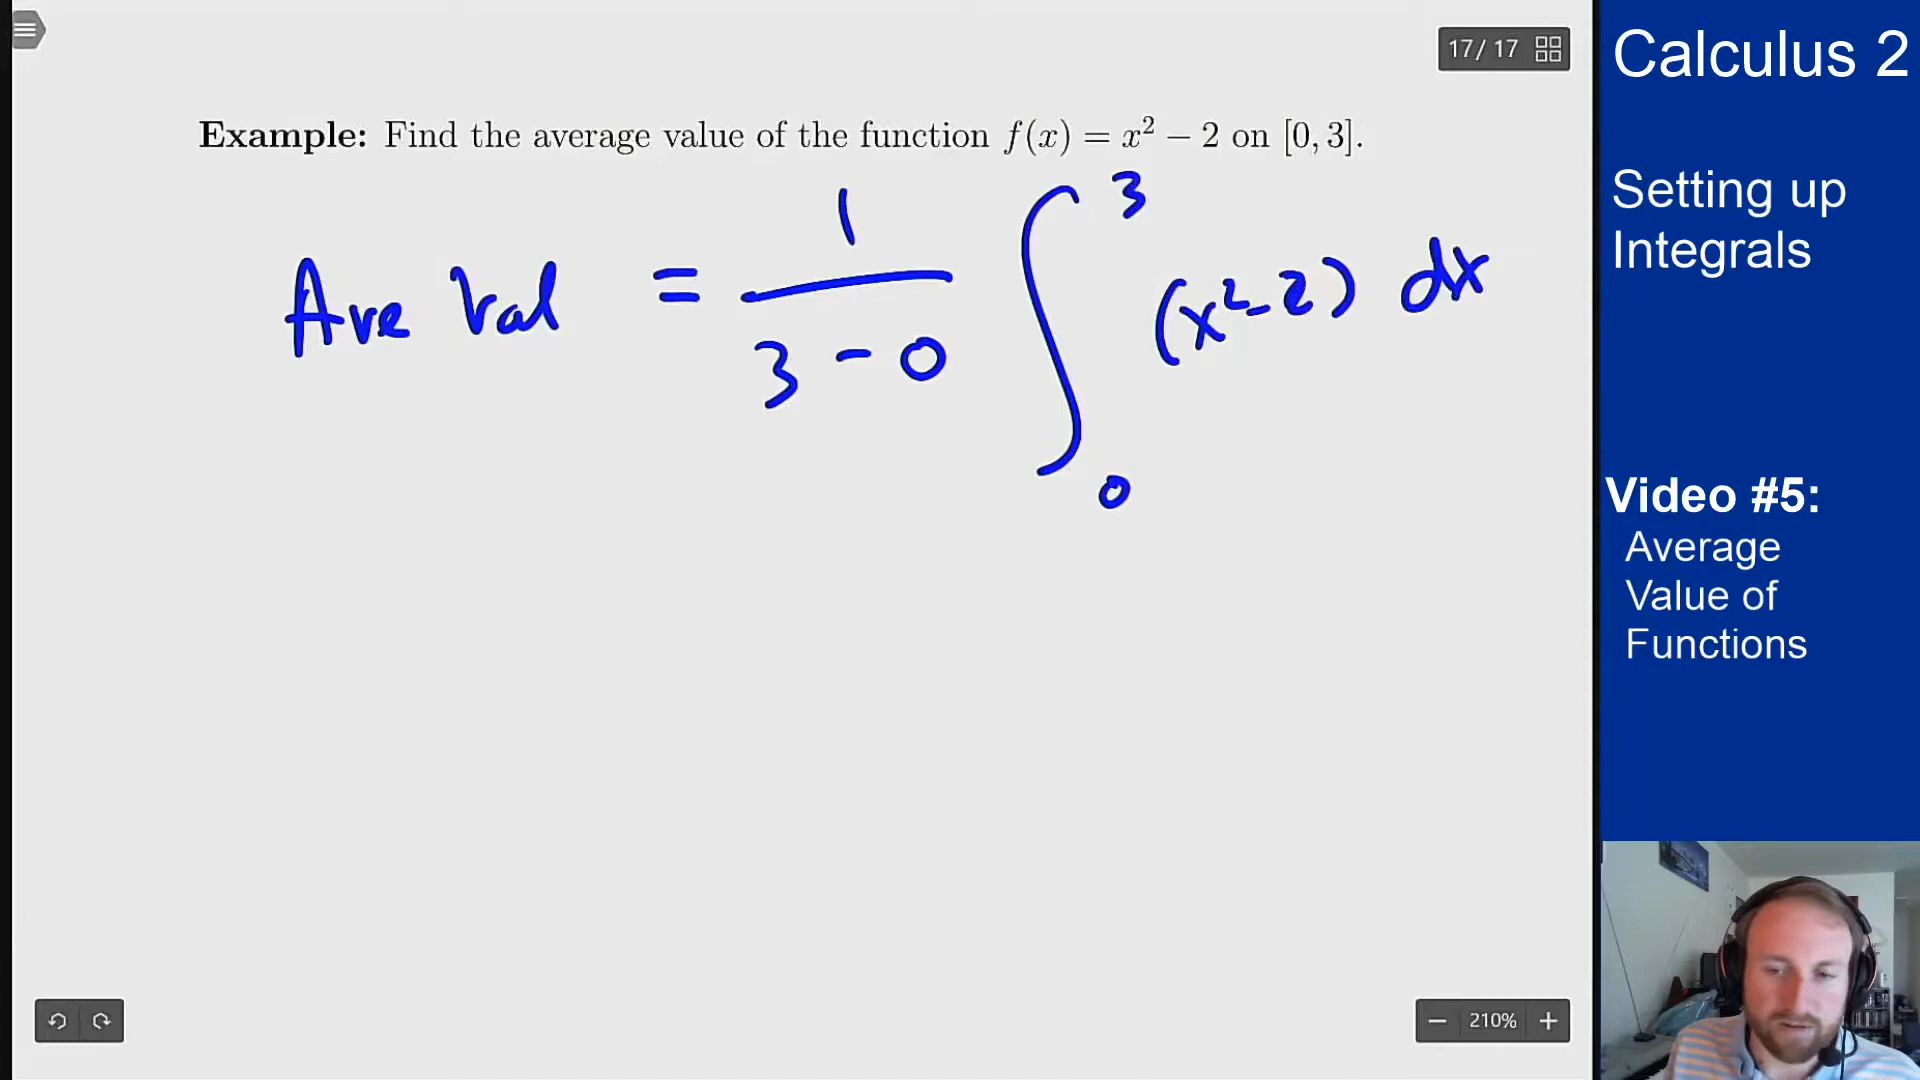 17/ 17
Example: Find the average value of the function f(x) = x² − 2 on [0, 3].
Ave Val = 1/(3 - 0) ∫₀³ (x²-2) dx
210%
Calculus 2
Setting up
Integrals
Video #5:
Average
Value of
Functions